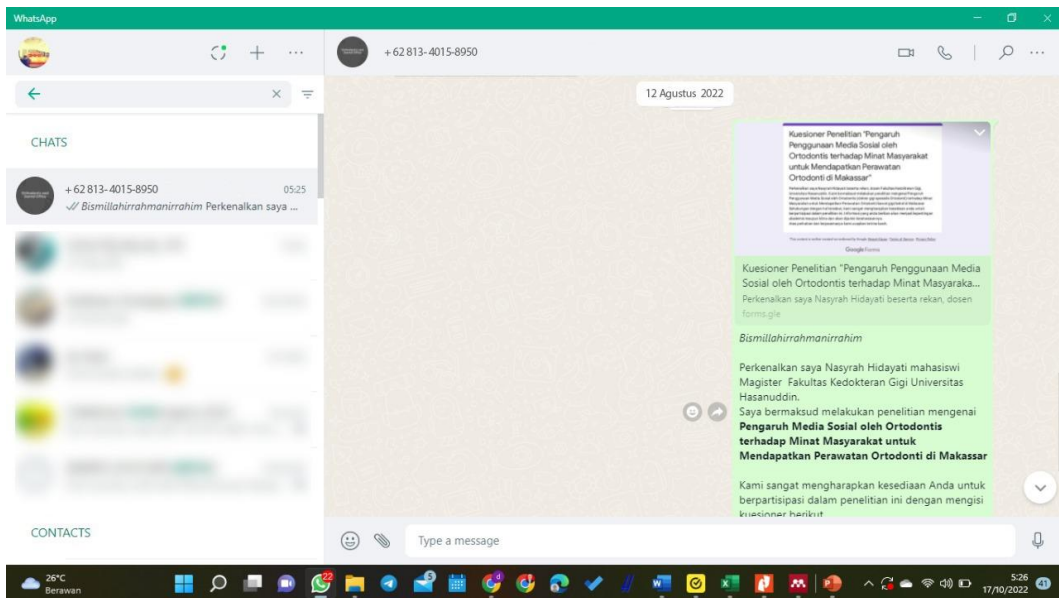 WhatsApp
+62 813-4015-8950
12 Agustus 2022
CHATS
+62 813-4015-8950
05:25
Bismillahirrahmanirrahim Perkenalkan saya ...
Kuesioner Penelitian "Pengaruh
Penggunaan Media Sosial oleh
Ortodontis terhadap Minat Masyarakat
untuk Mendapatkan Perawatan
Ortodonti di Makassar"
Google Forms
Kuesioner Penelitian "Pengaruh Penggunaan Media
Sosial oleh Ortodontis terhadap Minat Masyaraka...
Perkenalkan saya Nasyrah Hidayati beserta rekan, dosen
forms.gle
Bismillahirrahmanirrahim
Perkenalkan saya Nasyrah Hidayati mahasiswi
Magister Fakultas Kedokteran Gigi Universitas
Hasanuddin.
Saya bermaksud melakukan penelitian mengenai
Pengaruh Media Sosial oleh Ortodontis
terhadap Minat Masyarakat untuk
Mendapatkan Perawatan Ortodonti di Makassar
Kami sangat mengharapkan kesediaan Anda untuk
berpartisipasi dalam penelitian ini dengan mengisi
kuesioner berikut
CONTACTS
Type a message
26°C
Berawan
22
5:26
17/10/2022
41